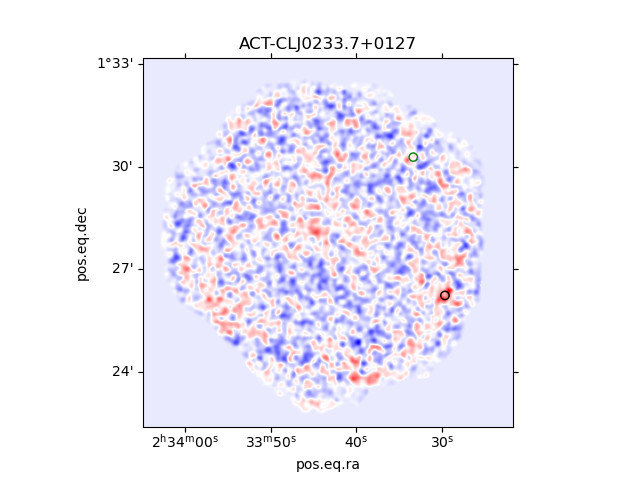 ACT-CLJ0233.7+0127
1°33'
30'
27'
24'
pos.eq.dec
2ʰ34ᵐ00ˢ 33ᵐ50ˢ 40ˢ 30ˢ
pos.eq.ra